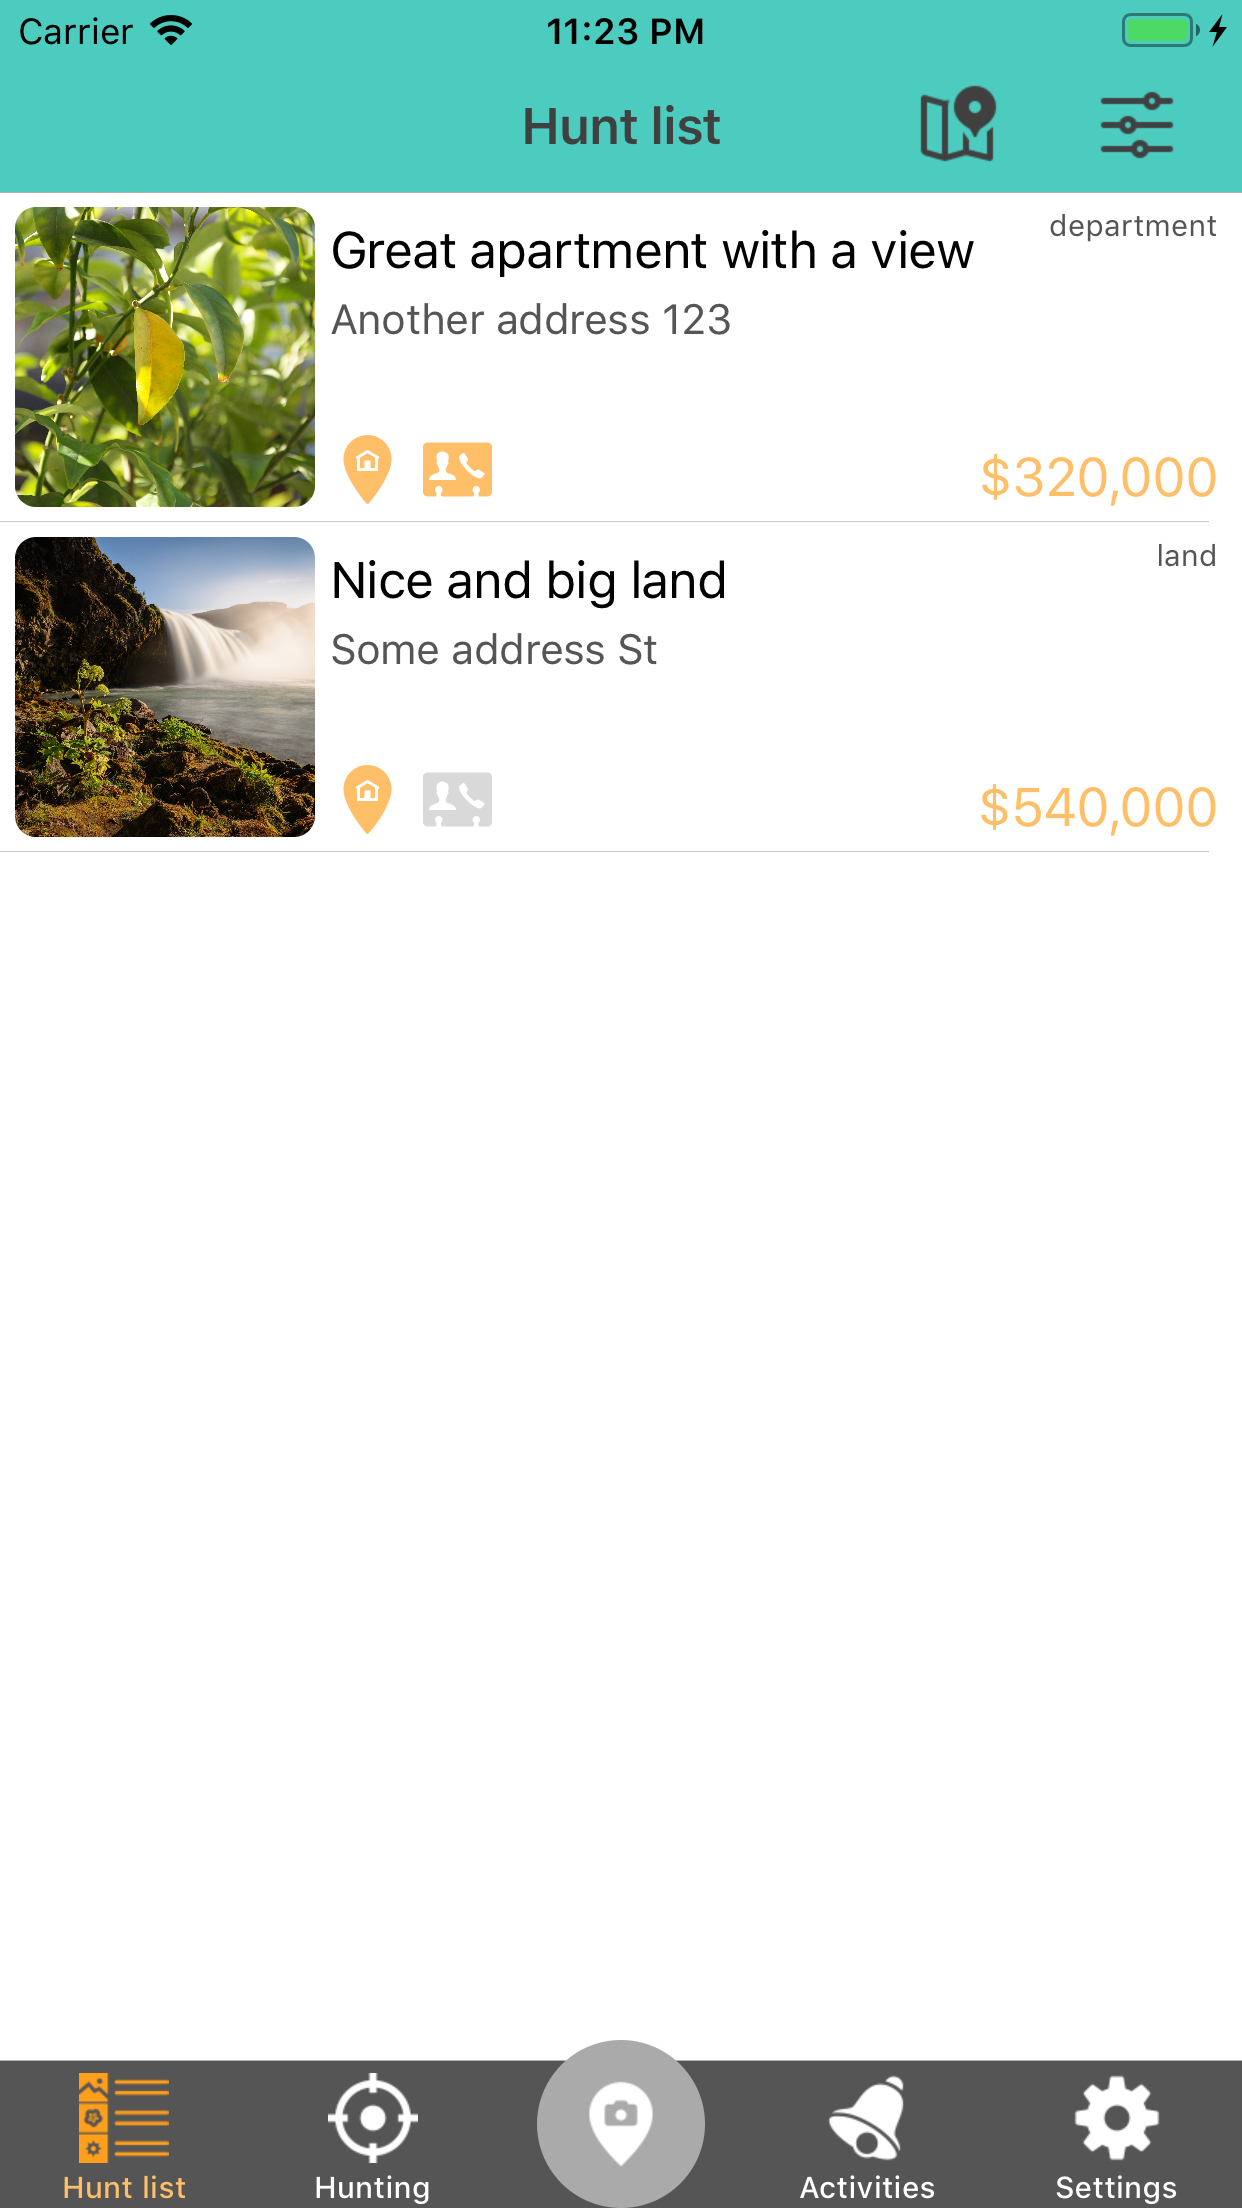 Carrier
11:23 PM
Hunt list
department
Great apartment with a view
Another address 123
$320,000
land
Nice and big land
Some address St
$540,000
Hunt list
Hunting
Activities
Settings